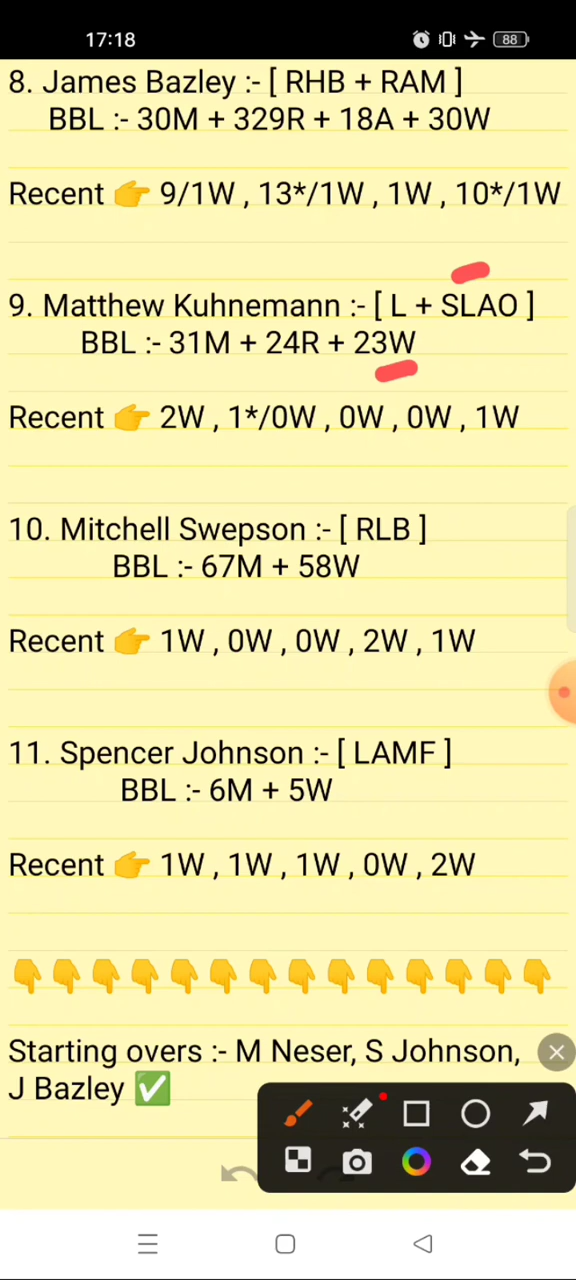 17:18
88
8. James Bazley :- [ RHB + RAM ]
BBL :- 30M + 329R + 18A + 30W
Recent 👉 9/1W , 13*/1W , 1W , 10*/1W
9. Matthew Kuhnemann :- [ L + SLAO ]
BBL :- 31M + 24R + 23W
Recent 👉 2W , 1*/0W , 0W , 0W , 1W
10. Mitchell Swepson :- [ RLB ]
BBL :- 67M + 58W
Recent 👉 1W , 0W , 0W , 2W , 1W
11. Spencer Johnson :- [ LAMF ]
BBL :- 6M + 5W
Recent 👉 1W , 1W , 1W , 0W , 2W
👇👇👇👇👇👇👇👇👇👇👇👇👇👇
Starting overs :- M Neser, S Johnson,
J Bazley ✅